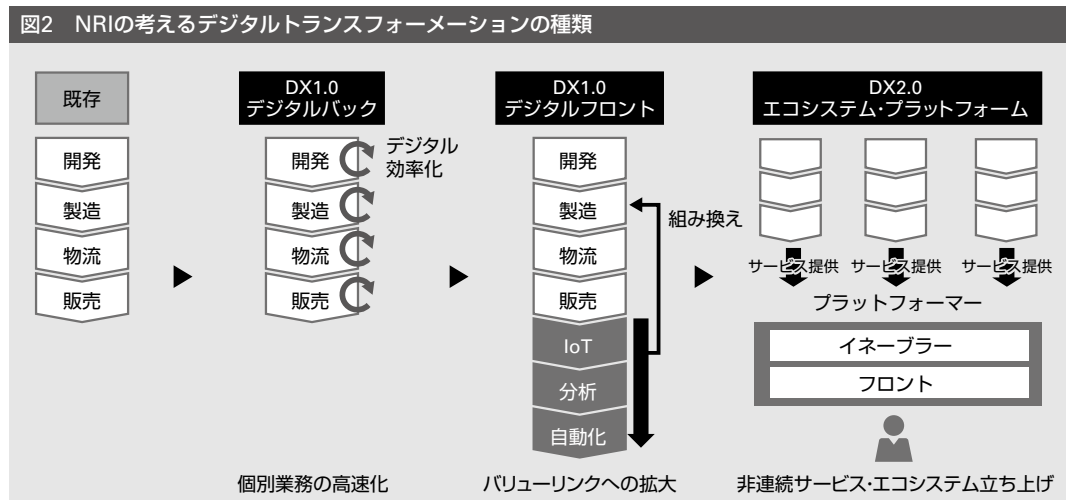 図2　NRIの考えるデジタルトランスフォーメーションの種類
既存
開発
製造
物流
販売
DX1.0
デジタルバック
開発
製造
物流
販売
デジタル
効率化
個別業務の高速化
DX1.0
デジタルフロント
開発
製造
物流
販売
IoT
分析
自動化
組み換え
バリューリンクへの拡大
DX2.0
エコシステム・プラットフォーム
サービス提供　サービス提供　サービス提供
プラットフォーマー
イネーブラー
フロント
非連続サービス・エコシステム立ち上げ